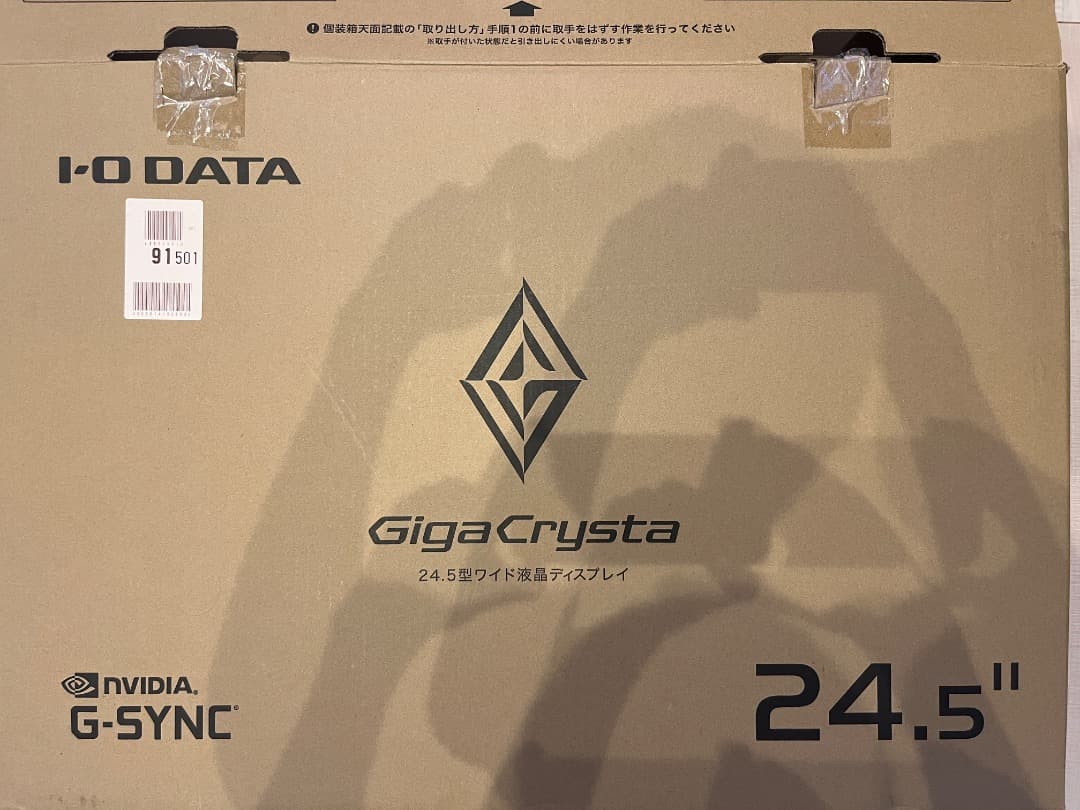 個装箱天面記載の「取り出し方」手順1の前に取手をはずす作業を行ってください
※取手が付いた状態だと引き出しにくい場合があります
I-O DATA
91 501
GigaCrysta
24.5型ワイド液晶ディスプレイ
NVIDIA.
G-SYNC
24.5"